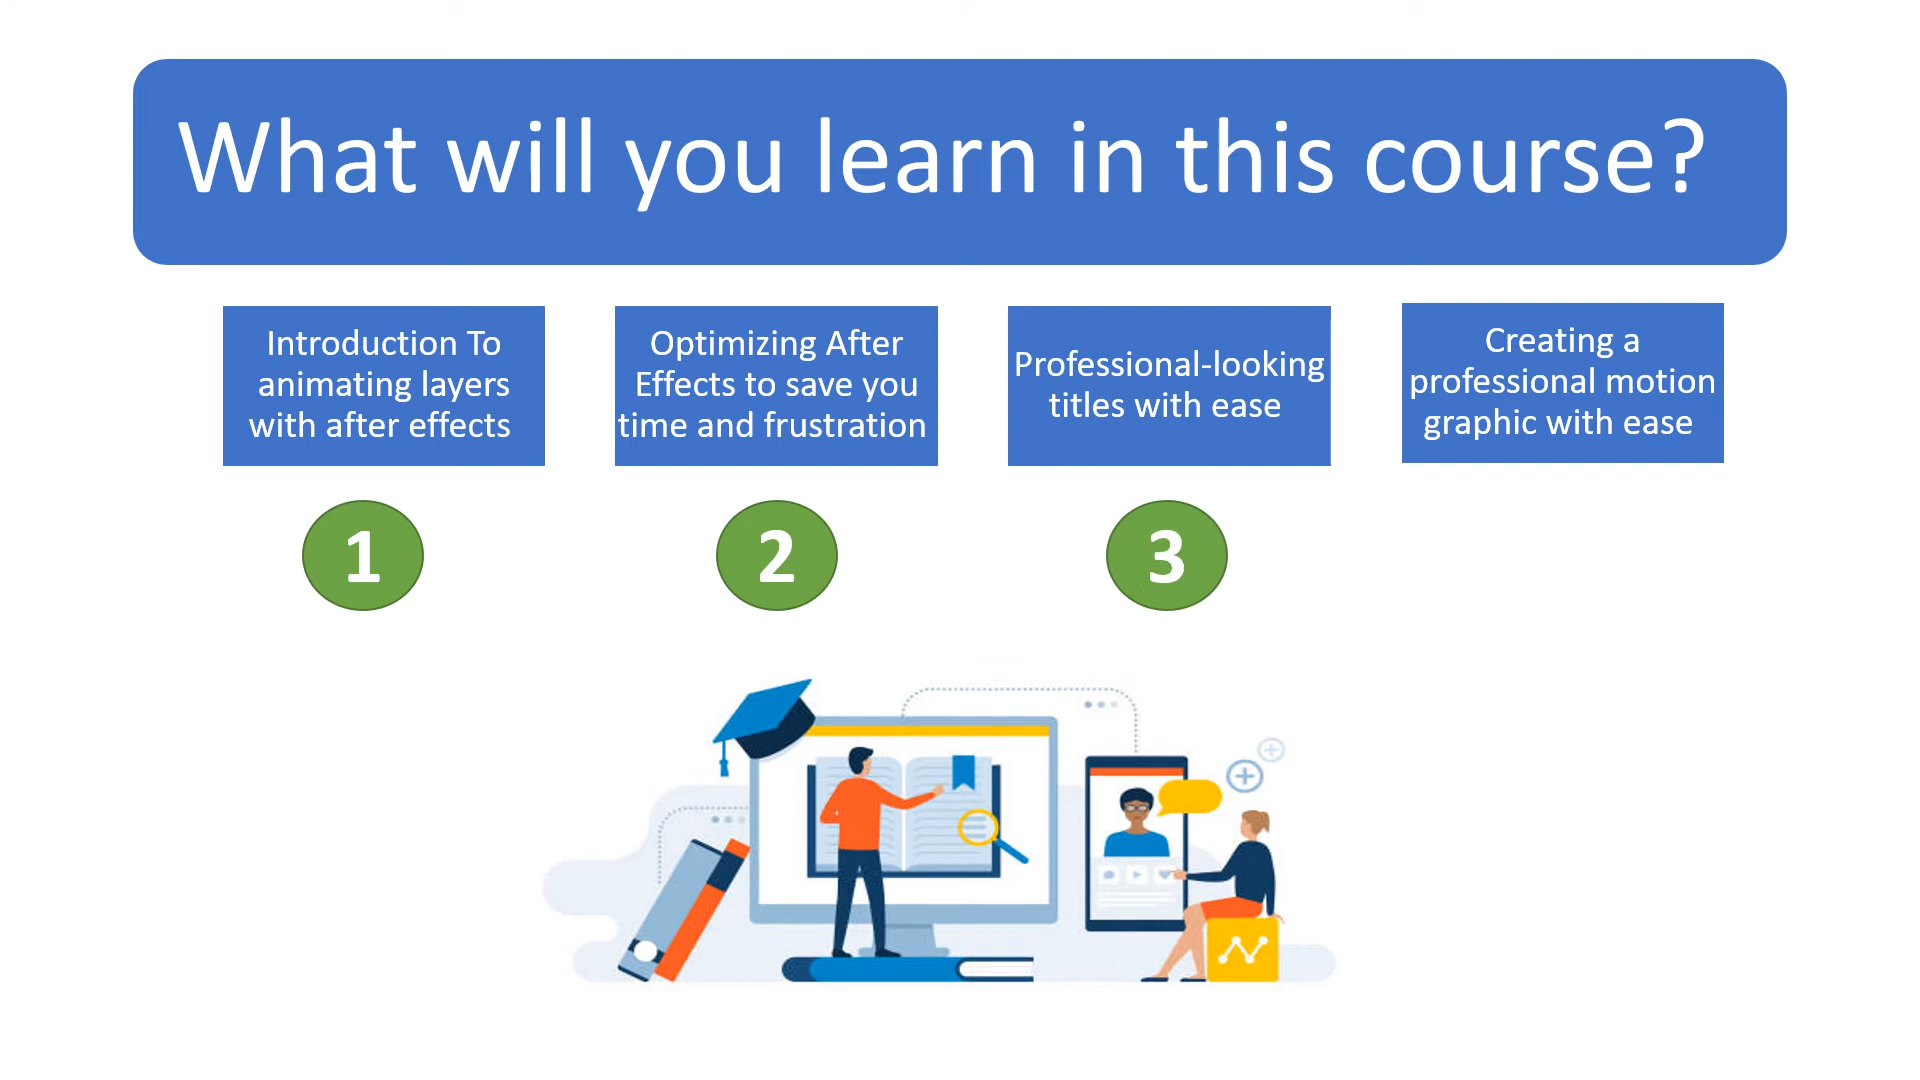 What will you learn in this course?
Introduction To
animating layers
with after effects
Optimizing After
Effects to save you
time and frustration
Professional-looking
titles with ease
Creating a
professional motion
graphic with ease
1
2
3